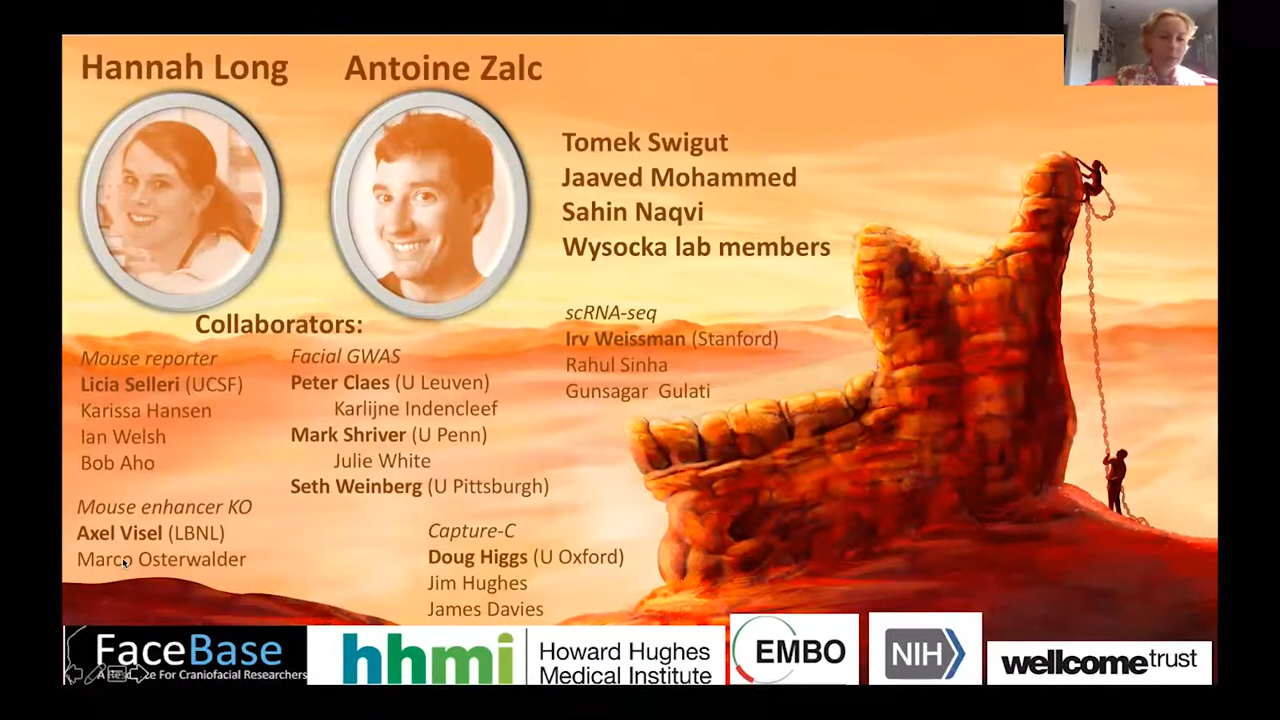 Hannah Long
Antoine Zalc
Tomek Swigut
Jaaved Mohammed
Sahin Naqvi
Wysocka lab members
Collaborators:
Mouse reporter
Licia Selleri (UCSF)
Karissa Hansen
Ian Welsh
Bob Aho
Mouse enhancer KO
Axel Visel (LBNL)
Marco Osterwalder
Facial GWAS
Peter Claes (U Leuven)
Karlijne Indencleef
Mark Shriver (U Penn)
Julie White
Seth Weinberg (U Pittsburgh)
Capture-C
Doug Higgs (U Oxford)
Jim Hughes
James Davies
scRNA-seq
Irv Weissman (Stanford)
Rahul Sinha
Gunsagar Gulati
FaceBase
A For Craniofacial Researchers
hhmi
Howard Hughes
Medical Institute
EMBO
NIH
wellcometrust